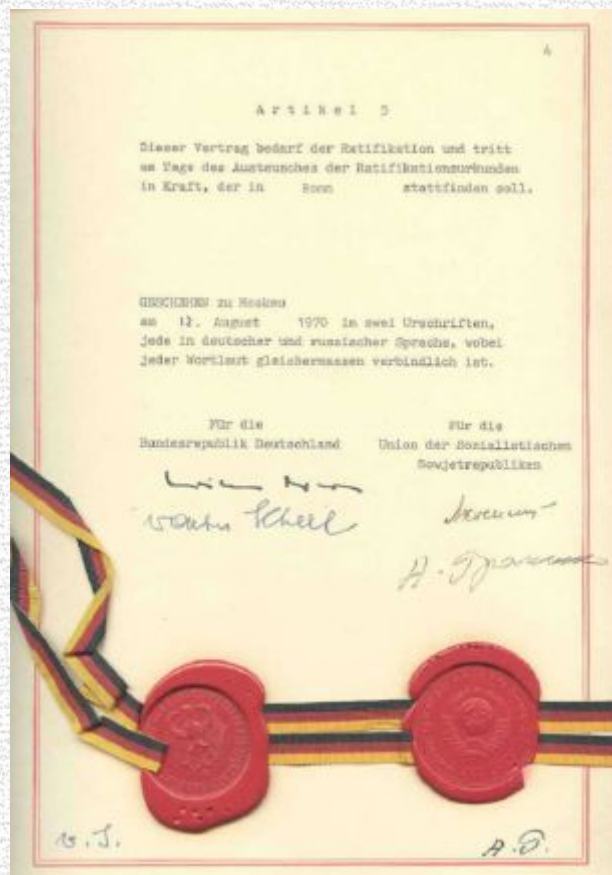 4
Artikel 5
Dieser Vertrag bedarf der Ratifikation und tritt
am Tage des Austausches der Ratifikationsurkunden
in Kraft, der in Bonn stattfinden soll.
GESCHEHEN zu Moskau
am 12. August 1970 in zwei Urschriften,
jede in deutscher und russischer Sprache, wobei
jeder Wortlaut gleichermassen verbindlich ist.
Für die
Bundesrepublik Deutschland
Für die
Union der Sozialistischen
Sowjetrepubliken
Walter Scheel
А. Громыко
А.Г.